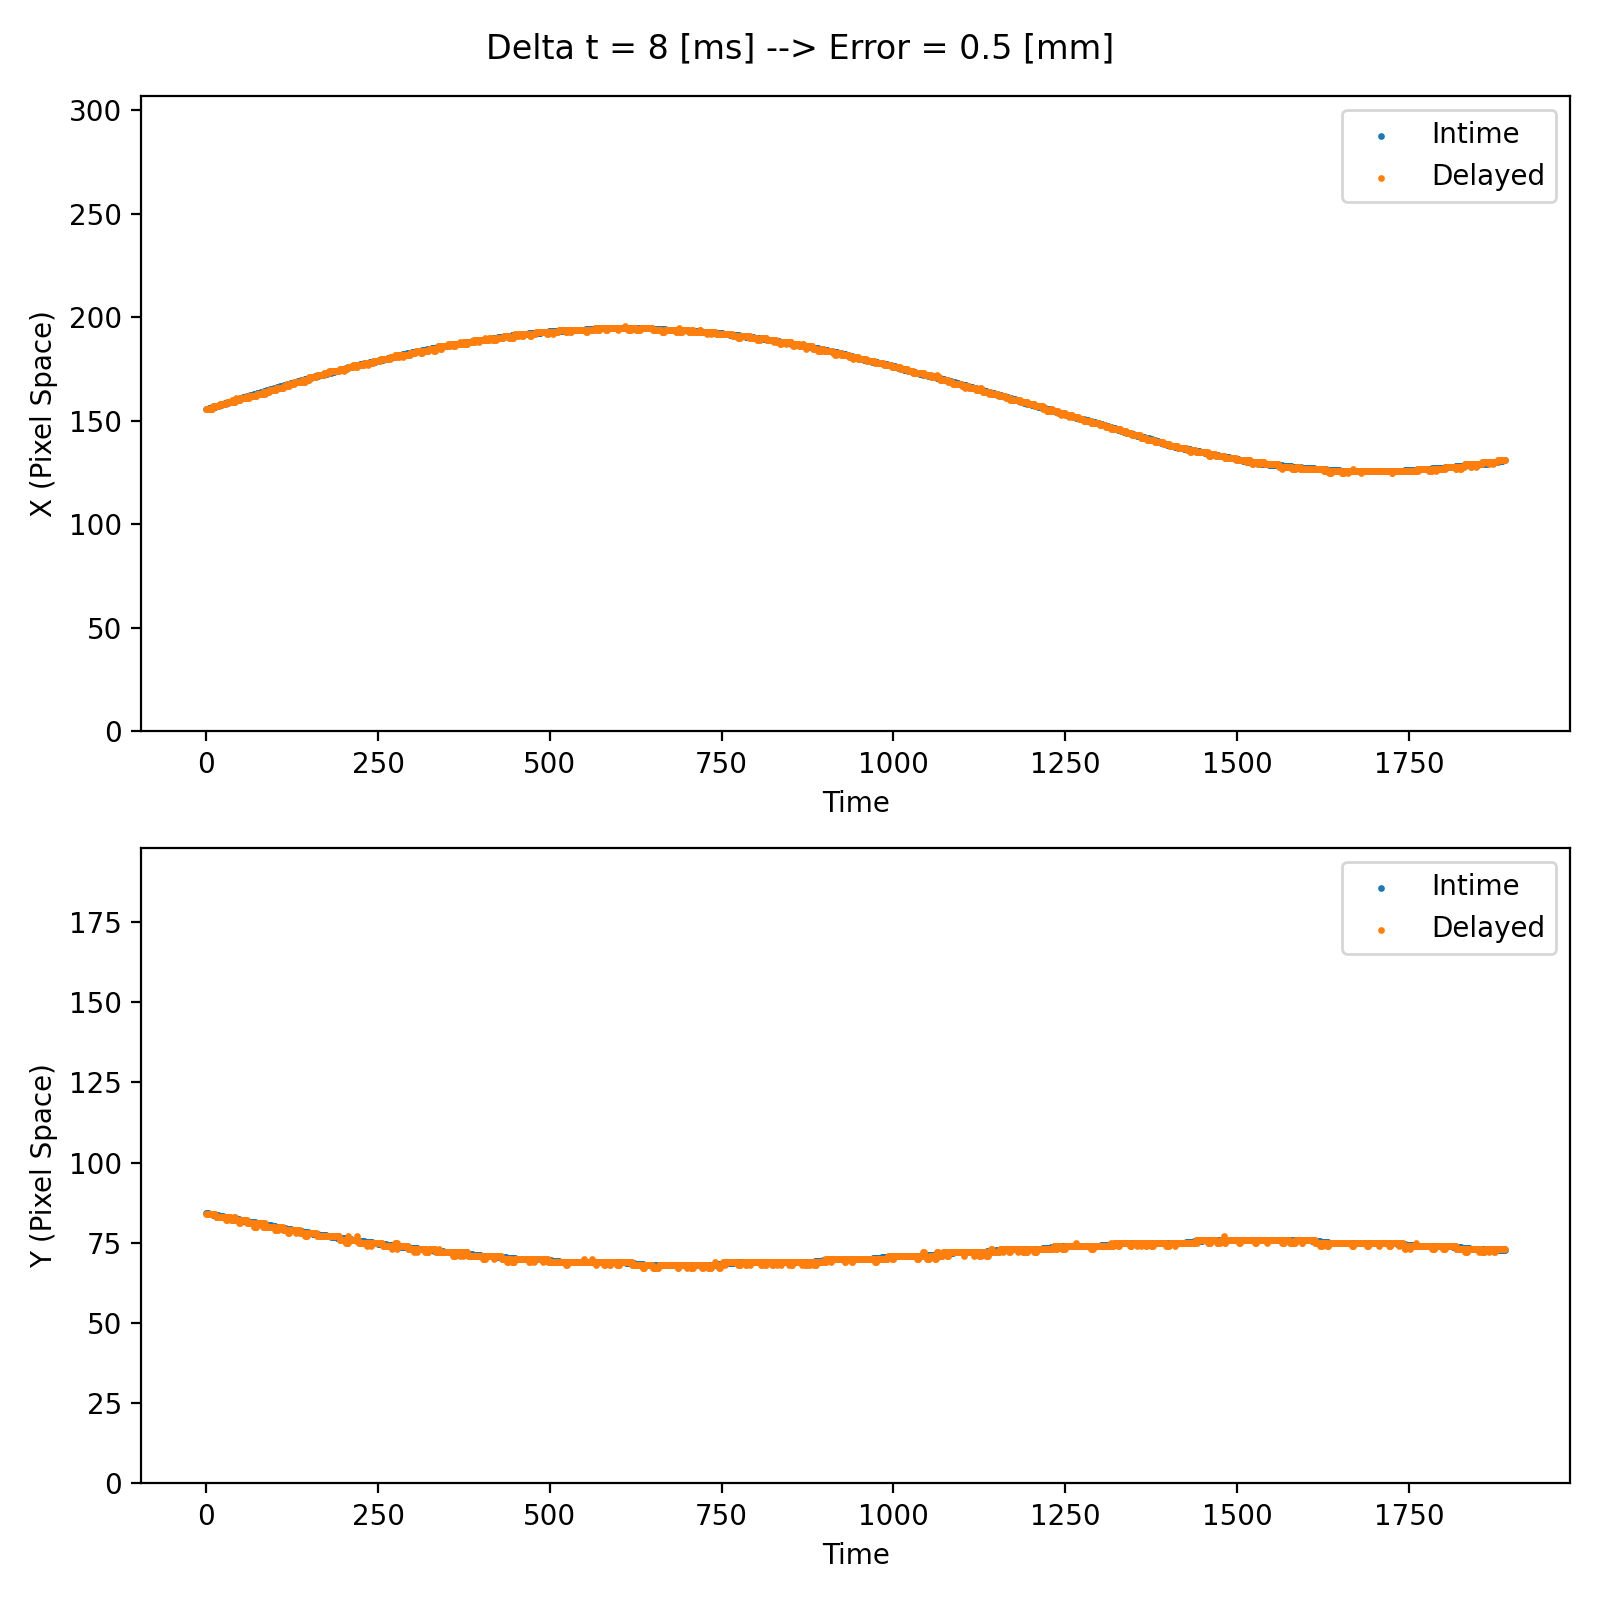 Delta t = 8 [ms] --> Error = 0.5 [mm]
300
250
200
150
100
50
0
X (Pixel Space)
Intime
Delayed
0 250 500 750 1000 1250 1500 1750
Time
175
150
125
100
75
50
25
0
Y (Pixel Space)
Intime
Delayed
0 250 500 750 1000 1250 1500 1750
Time